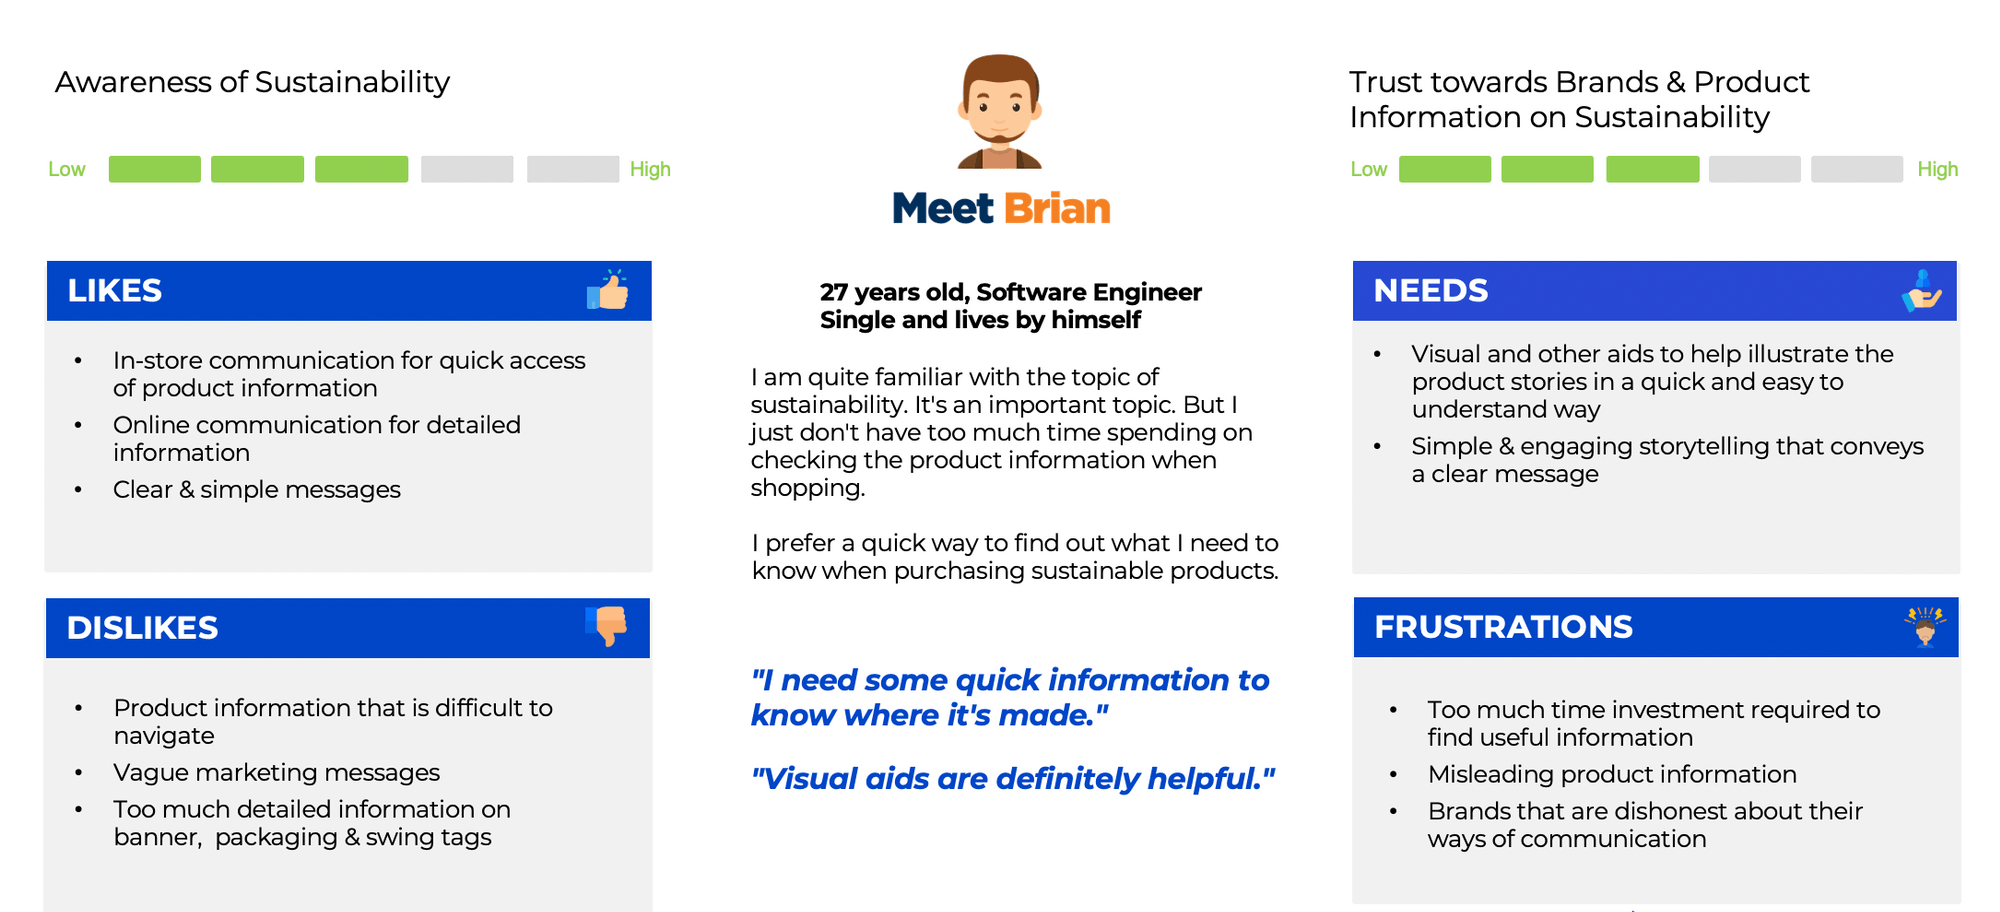 Awareness of Sustainability
Low High
LIKES
• In-store communication for quick access
of product information
• Online communication for detailed
information
• Clear & simple messages
DISLIKES
• Product information that is difficult to
navigate
• Vague marketing messages
• Too much detailed information on
banner,  packaging & swing tags
Meet Brian
27 years old, Software Engineer
Single and lives by himself
I am quite familiar with the topic of
sustainability. It's an important topic. But I
just don't have too much time spending on
checking the product information when
shopping.
I prefer a quick way to find out what I need to
know when purchasing sustainable products.
"I need some quick information to
know where it's made."
"Visual aids are definitely helpful."
Trust towards Brands & Product
Information on Sustainability
Low High
NEEDS
• Visual and other aids to help illustrate the
product stories in a quick and easy to
understand way
• Simple & engaging storytelling that conveys
a clear message
FRUSTRATIONS
• Too much time investment required to
find useful information
• Misleading product information
• Brands that are dishonest about their
ways of communication